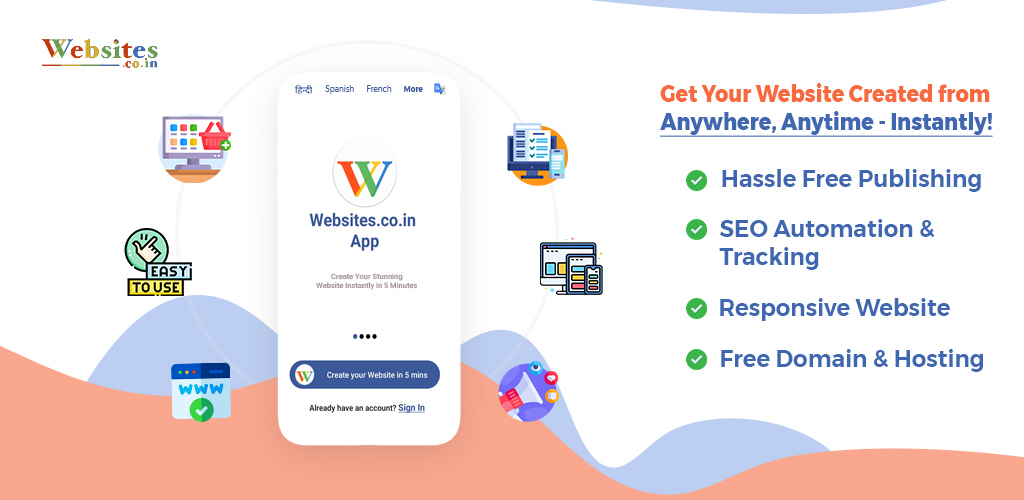 Websites
.co.in
हिन्दी Spanish French More
W
Websites.co.in
App
Create Your Stunning
Website Instantly in 5 Minutes
W Create your Website in 5 mins
Already have an account? Sign In
EASY
TO USE
WWW
Get Your Website Created from
Anywhere, Anytime - Instantly!
Hassle Free Publishing
SEO Automation &
Tracking
Responsive Website
Free Domain & Hosting